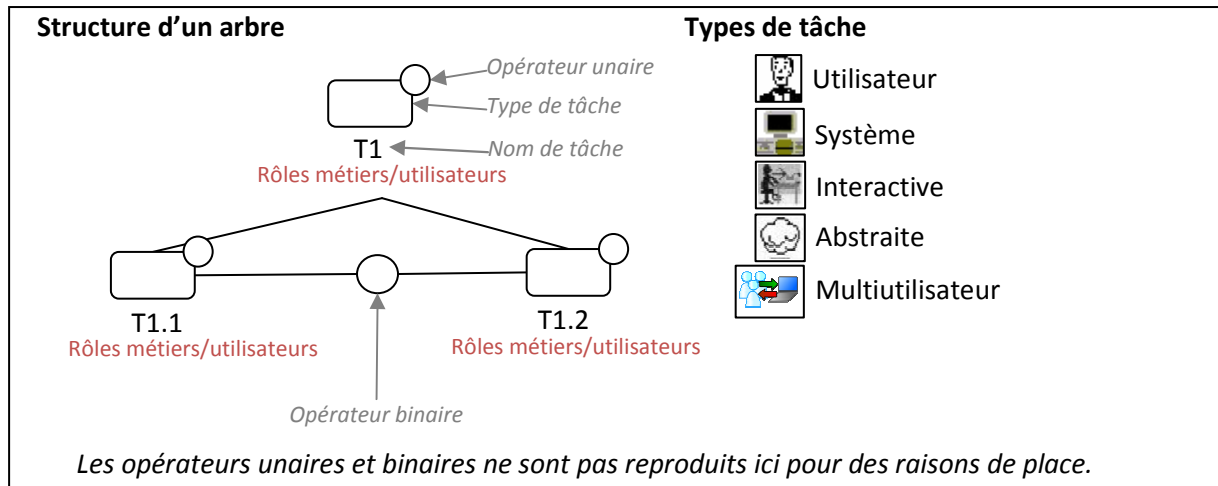 Structure d'un arbre
Opérateur unaire
Type de tâche
T1
Nom de tâche
Rôles métiers/utilisateurs
T1.1
Rôles métiers/utilisateurs
T1.2
Rôles métiers/utilisateurs
Opérateur binaire
Types de tâche
Utilisateur
Système
Interactive
Abstraite
Multiutilisateur
Les opérateurs unaires et binaires ne sont pas reproduits ici pour des raisons de place.